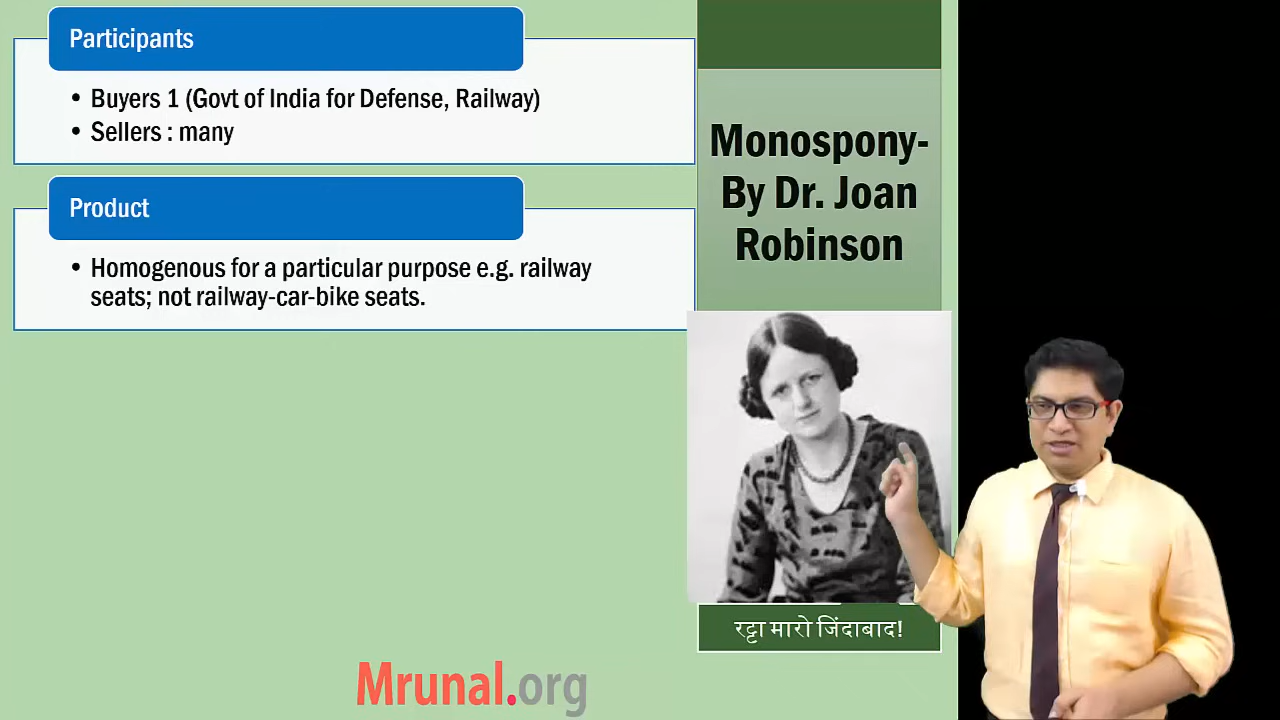 Participants
• Buyers 1 (Govt of India for Defense, Railway)
• Sellers : many
Product
• Homogenous for a particular purpose e.g. railway
seats; not railway-car-bike seats.
Monospony-
By Dr. Joan
Robinson
रट्टा मारो जिंदाबाद!
Mrunal.org